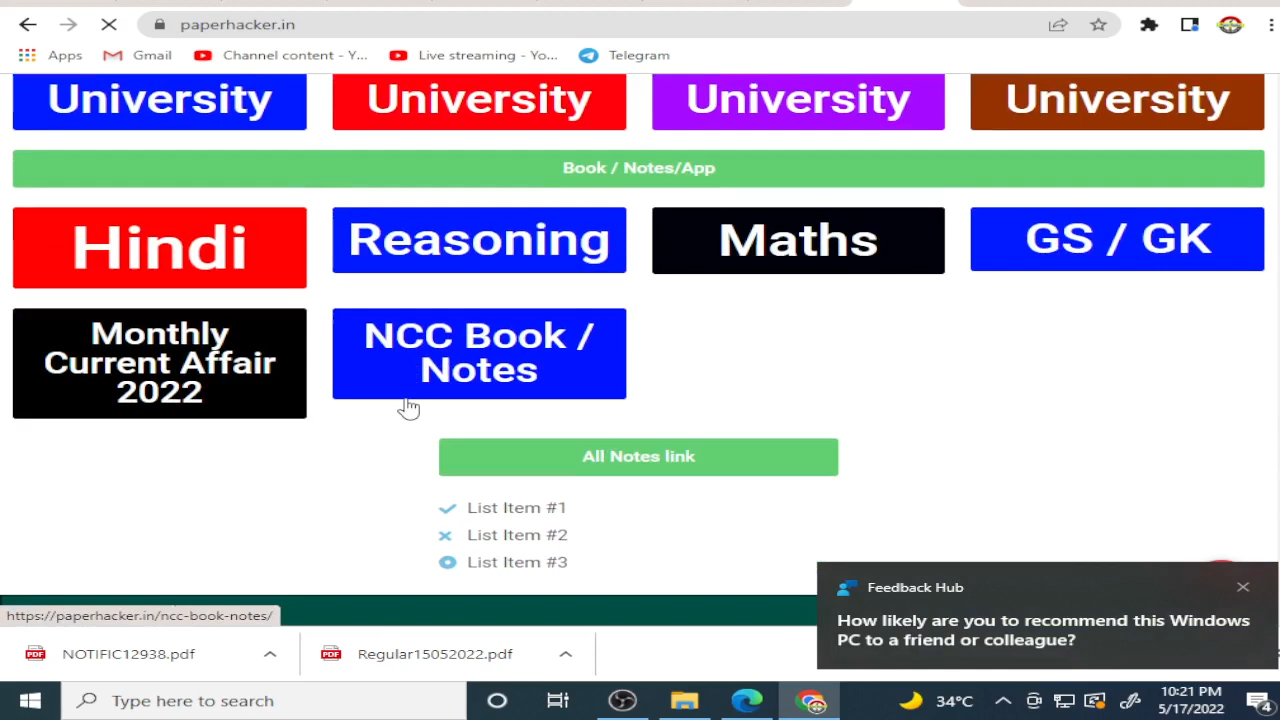 paperhacker.in
Apps
Gmail
Channel content - Y...
Live streaming - Yo...
Telegram
University
University
University
University
Book / Notes/App
Hindi
Reasoning
Maths
GS / GK
Monthly
Current Affair
2022
NCC Book /
Notes
All Notes link
List Item #1
List Item #2
List Item #3
Feedback Hub
How likely are you to recommend this Windows
PC to a friend or colleague?
https://paperhacker.in/ncc-book-notes/
PDF
NOTIFIC12938.pdf
PDF
Regular15052022.pdf
Type here to search
34°C
10:21 PM
5/17/2022
4